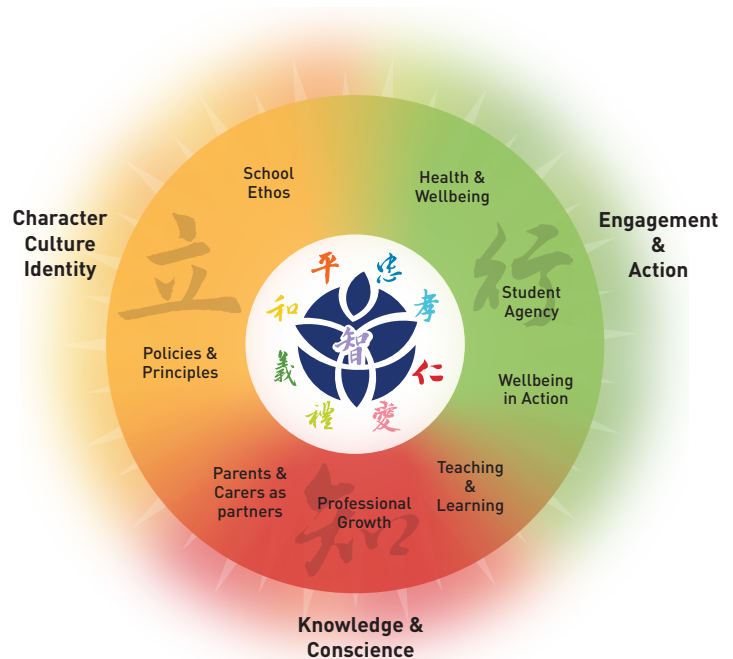 School
Ethos
Health &
Wellbeing
Character
Culture
Identity
立
Engagement
&
Action
行
Student
Agency
平
忠
和
孝
智
義
仁
禮
愛
Policies &
Principles
Wellbeing
in Action
Parents &
Carers as
partners
Professional
Growth
Teaching
&
Learning
知
Knowledge &
Conscience